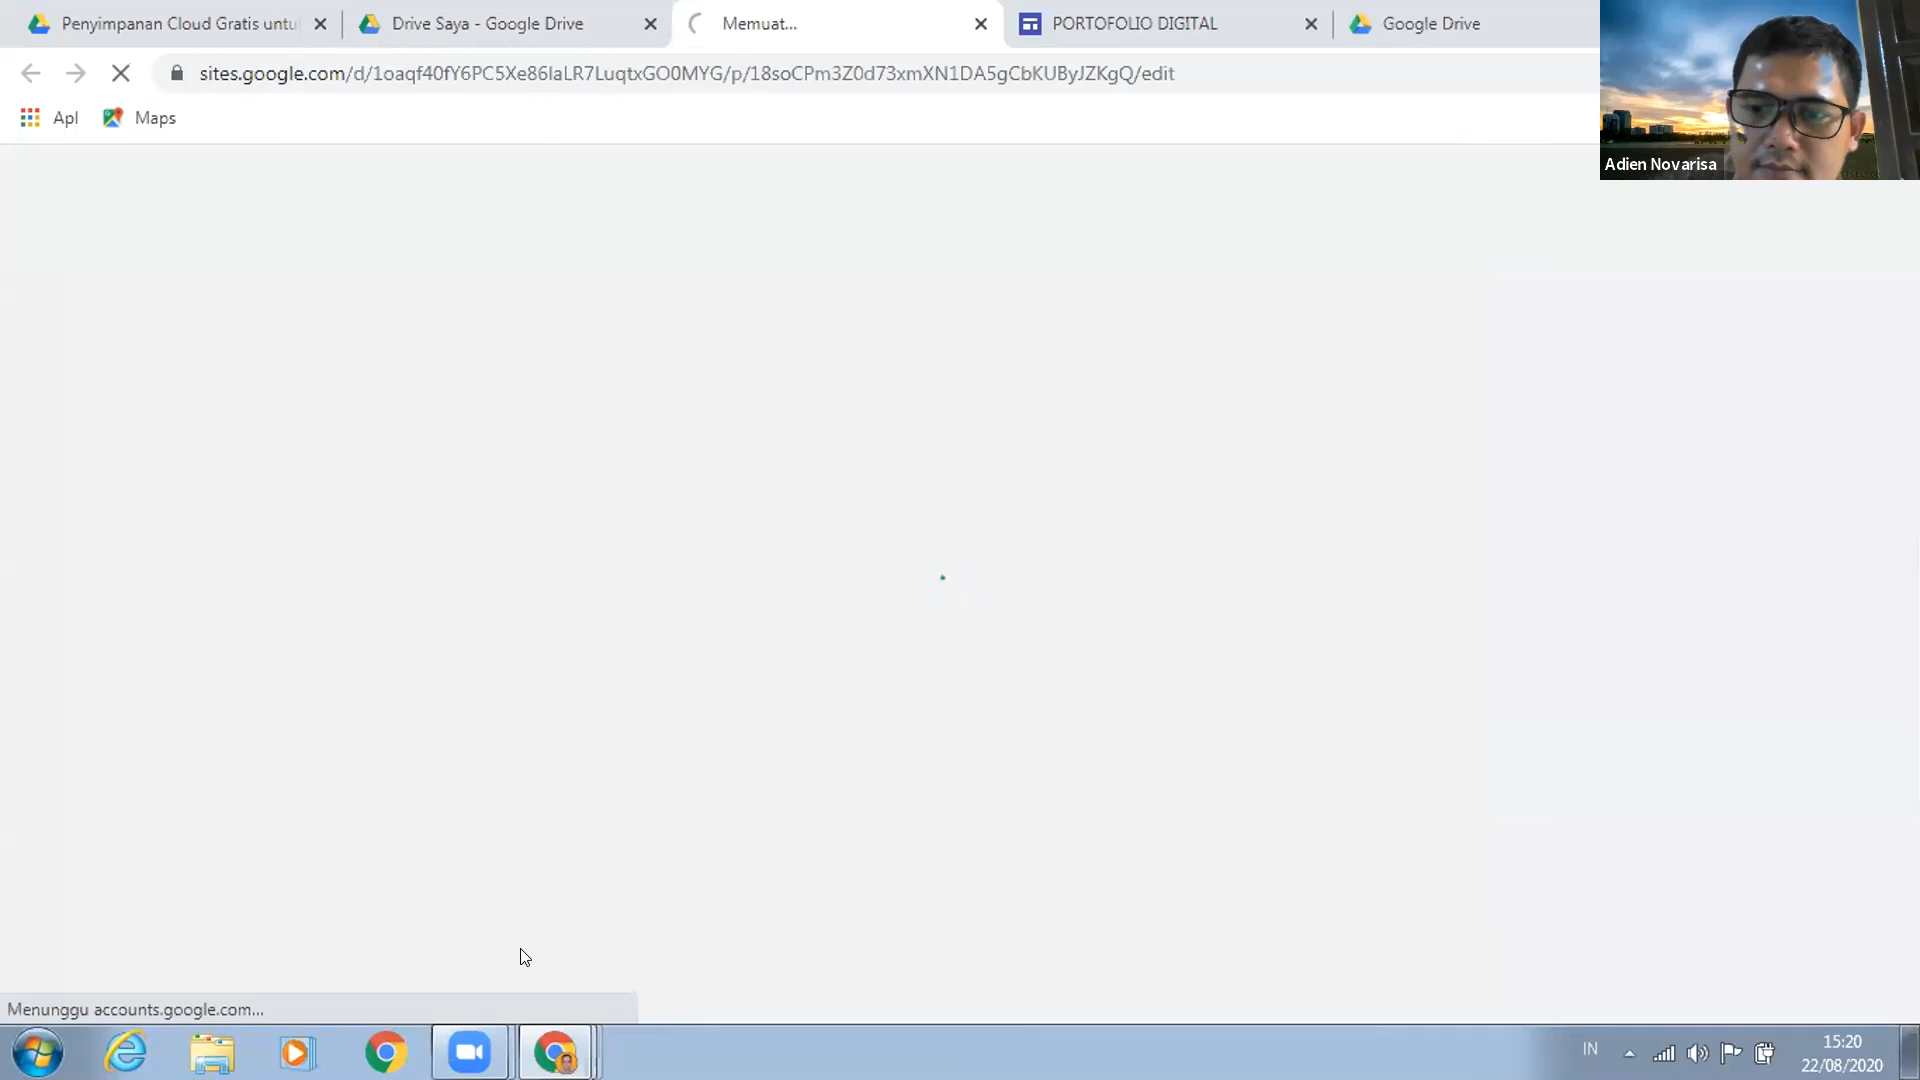 Penyimpanan Cloud Gratis untu
Drive Saya - Google Drive
Memuat...
PORTOFOLIO DIGITAL
Google Drive
sites.google.com/d/1oaqf40fY6PC5Xe86laLR7LuqtxGO0MYG/p/18soCPm3Z0d73xmXN1DA5gCbKUByJZKgQ/edit
Apl
Maps
Adien Novarisa
Menunggu accounts.google.com...
IN
15:20
22/08/2020